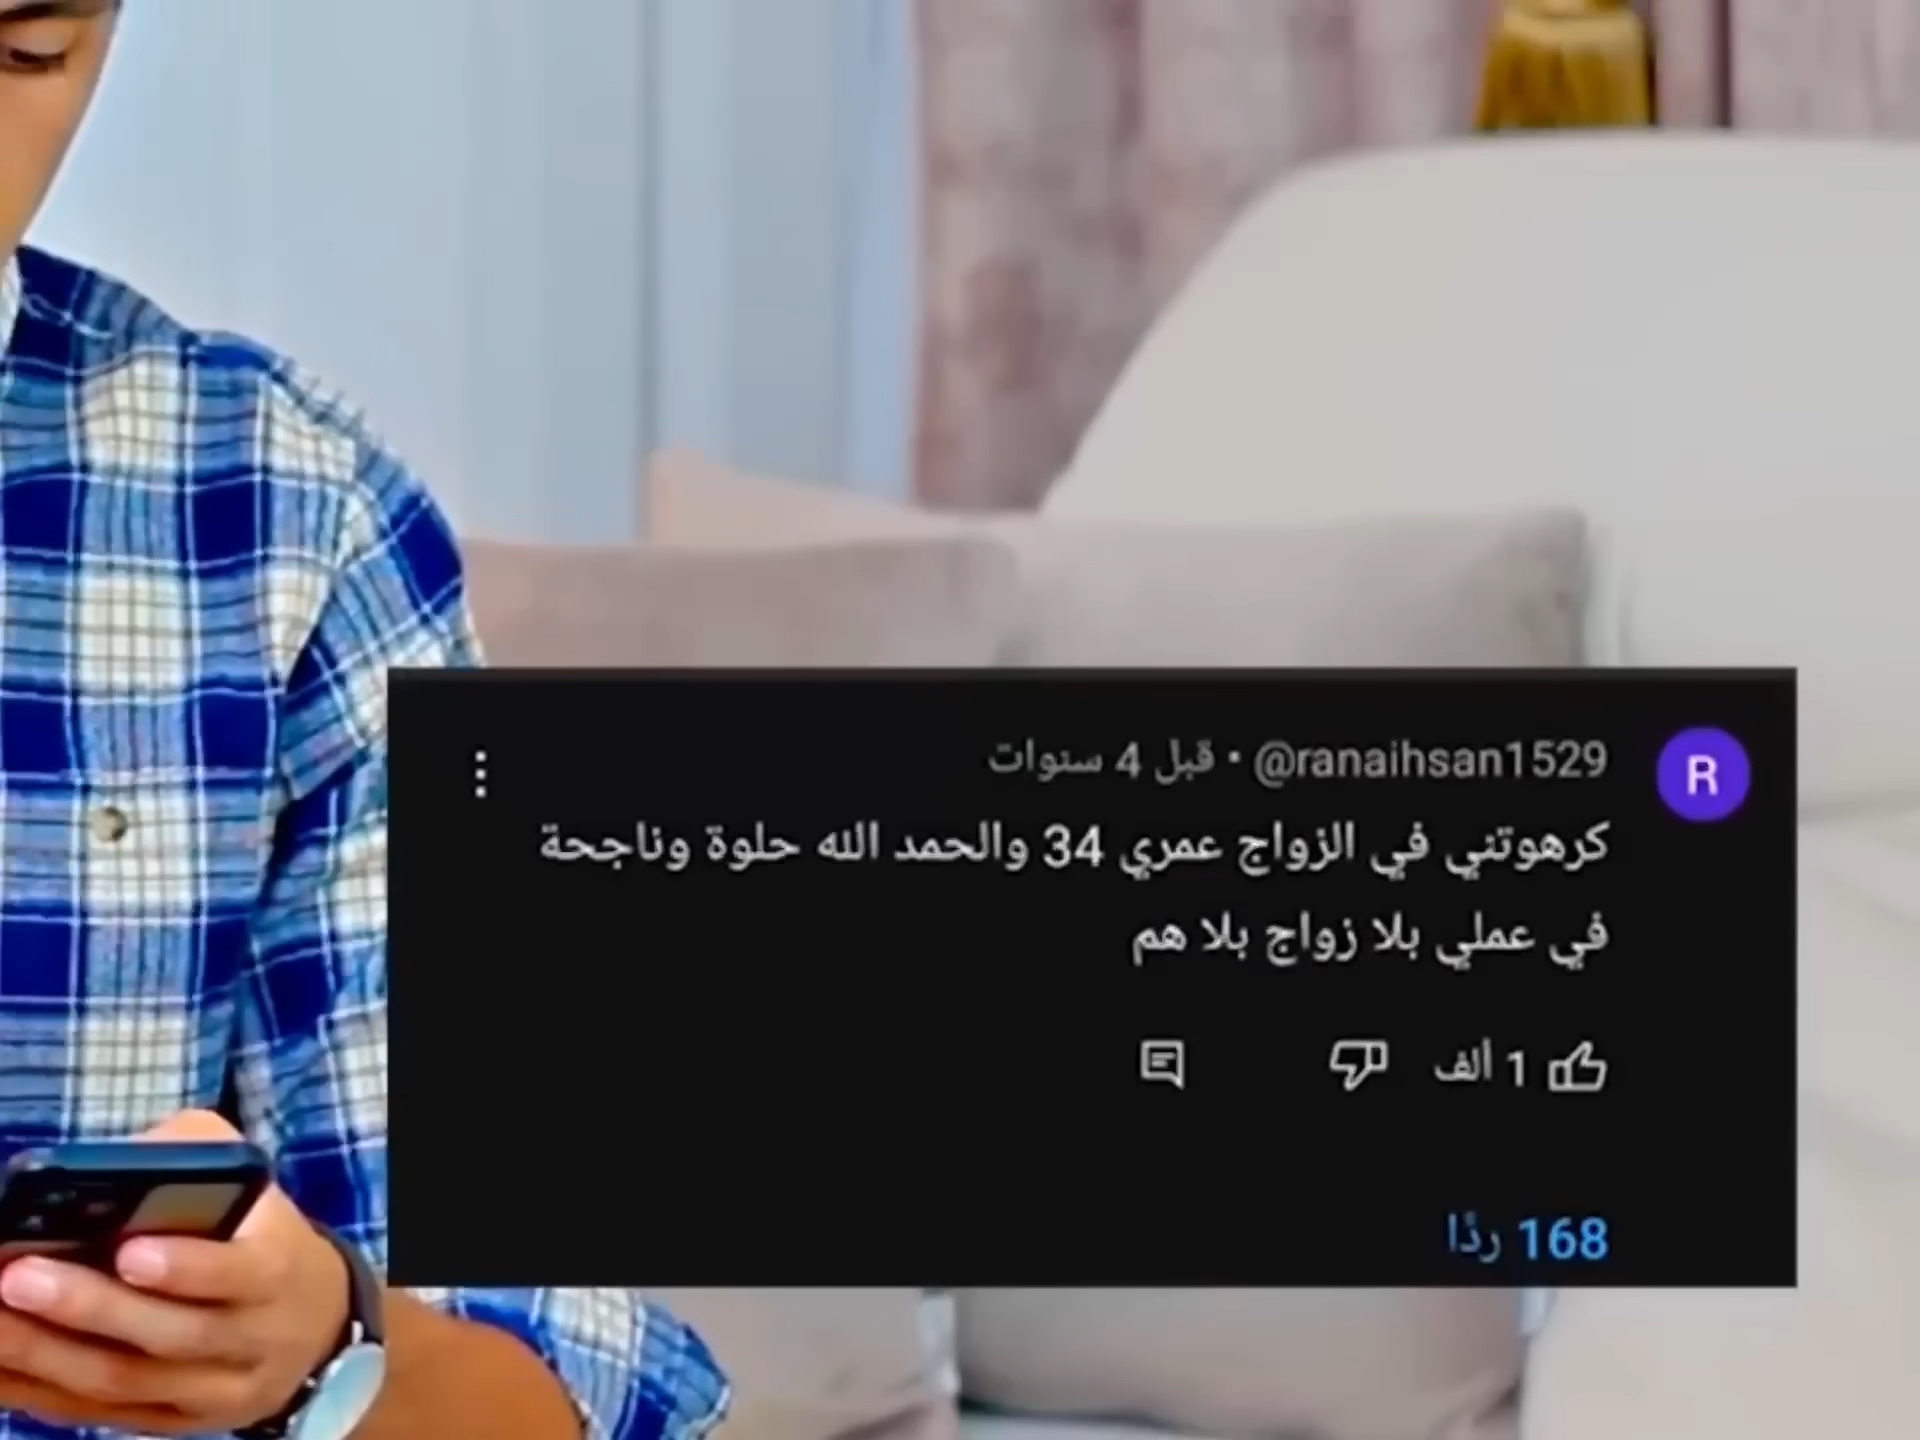 R
@ranaihsan1529 • قبل 4 سنوات
كرهوتني في الزواج عمري 34 والحمد الله حلوة وناجحة
في عملي بلا زواج بلا هم
1 ألف
168 ردًا